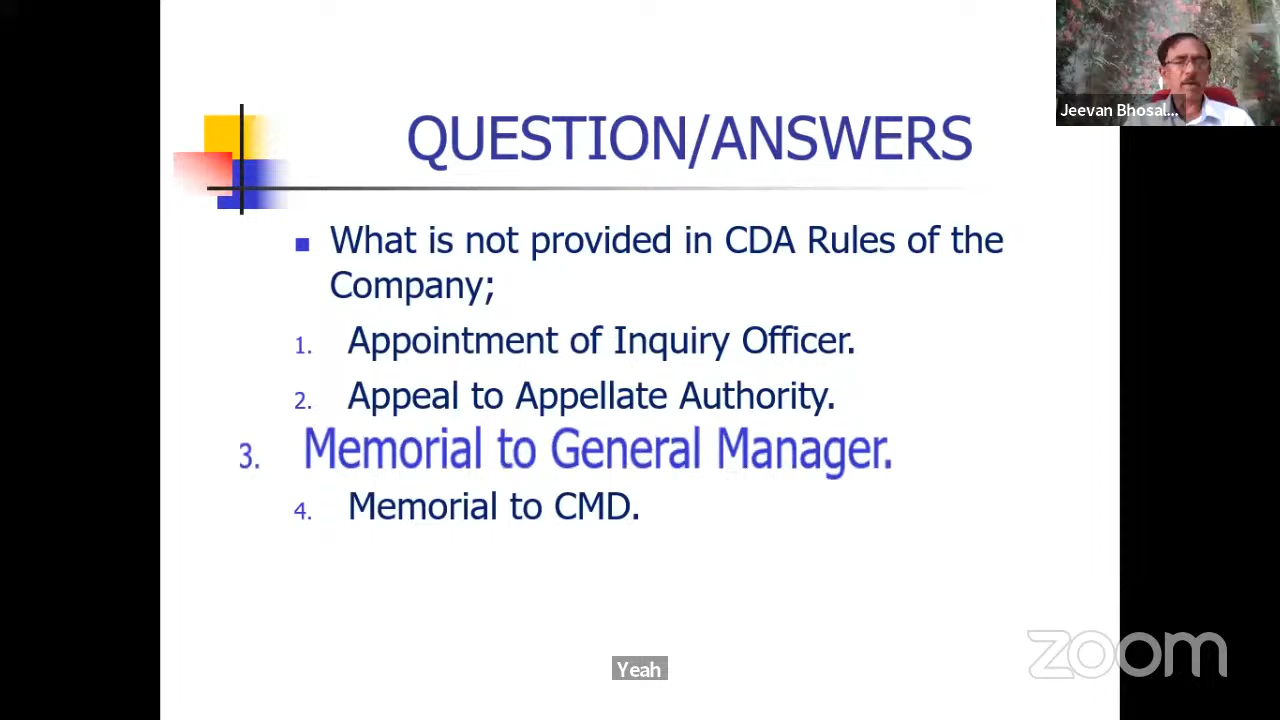 Jeevan Bhosal...
QUESTION/ANSWERS
What is not provided in CDA Rules of the
Company;
1. Appointment of Inquiry Officer.
2. Appeal to Appellate Authority.
3. Memorial to General Manager.
4. Memorial to CMD.
zoom
Yeah